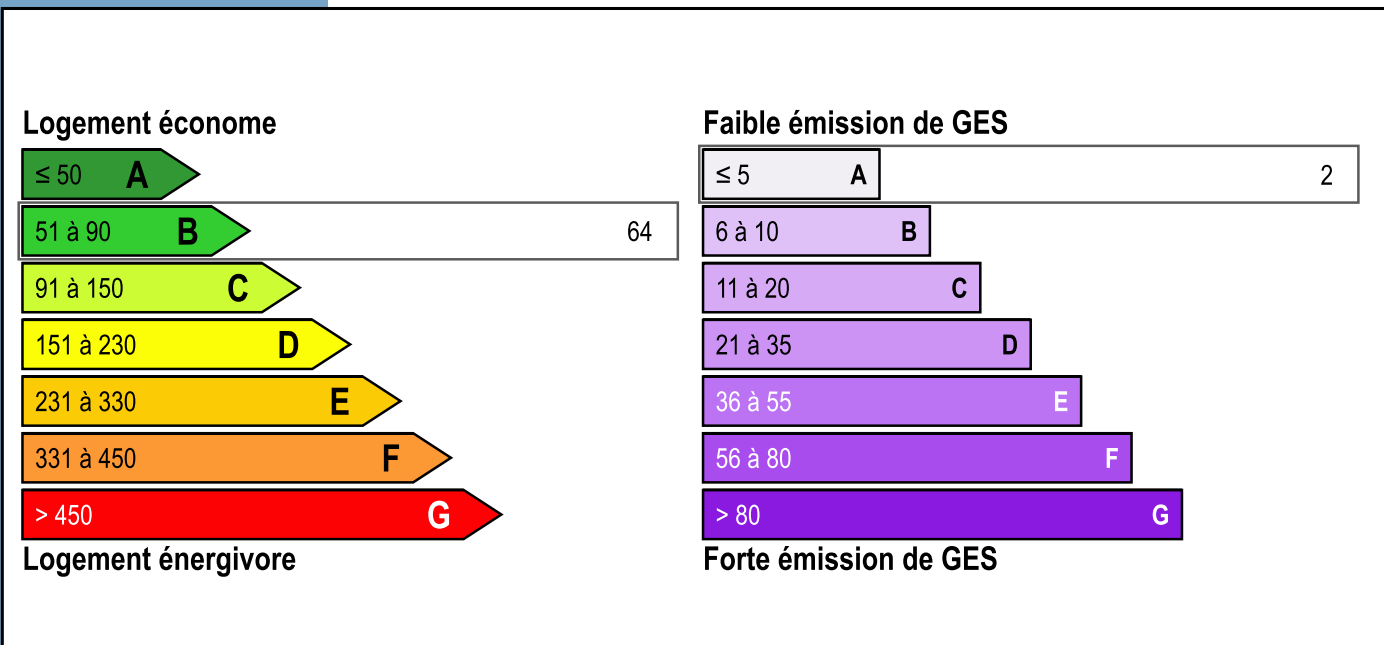 Logement économe
≤ 50 A
51 à 90 B 64
91 à 150 C
151 à 230 D
231 à 330 E
331 à 450 F
> 450 G
Logement énergivore
Faible émission de GES
≤ 5 A 2
6 à 10 B
11 à 20 C
21 à 35 D
36 à 55 E
56 à 80 F
> 80 G
Forte émission de GES